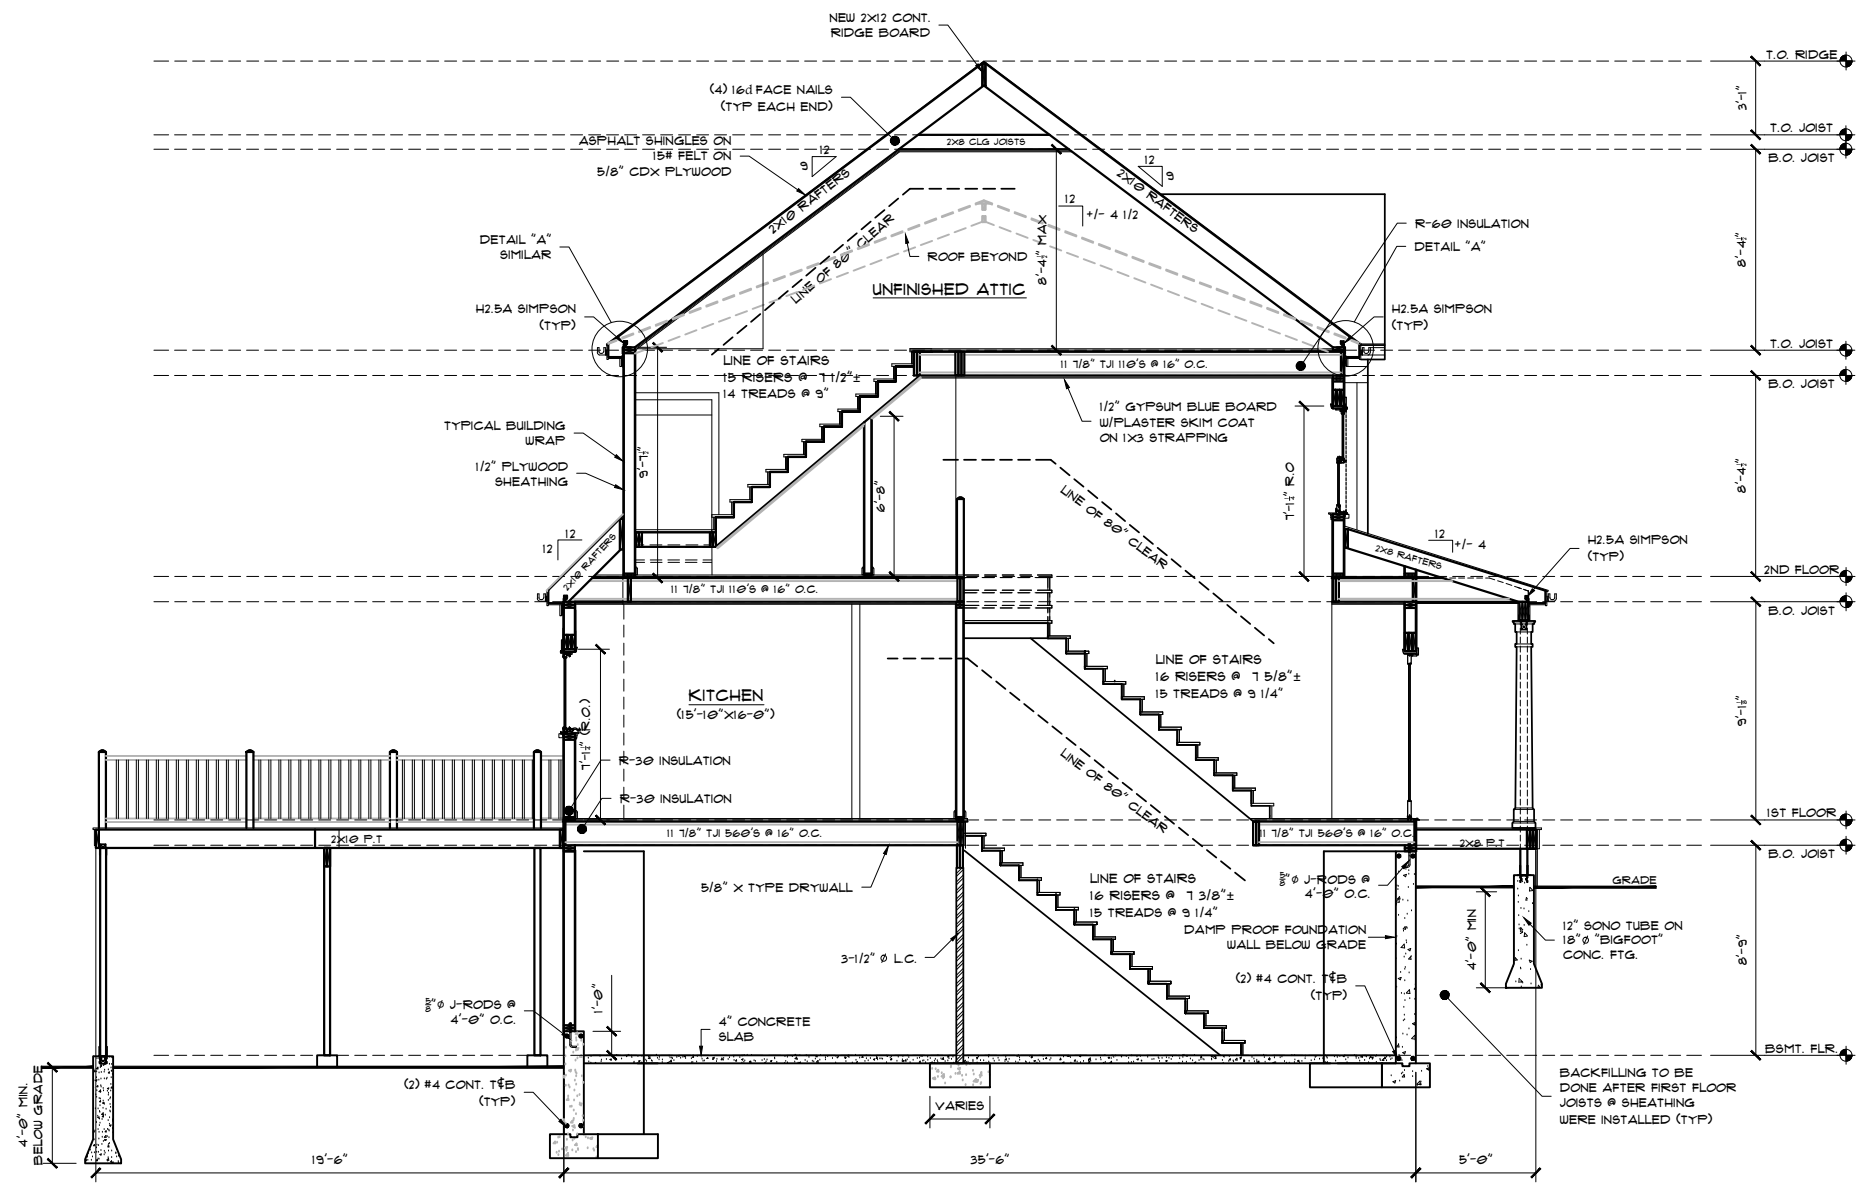 NEW 2X12 CONT.
RIDGE BOARD
T.O. RIDGE
3'-1"
(4) 16d FACE NAILS
(TYP EACH END)
T.O. JOIST
B.O. JOIST
ASPHALT SHINGLES ON
15# FELT ON
5/8" CDX PLYWOOD
12
9
2X8 CLG JOISTS
12
9
2X10 RAFTERS
2X10 RAFTERS
12
+/- 4 1/2
8'-4½" MAX
LINE OF 80" CLEAR
ROOF BEYOND
UNFINISHED ATTIC
R-60 INSULATION
DETAIL "A"
8'-4½"
DETAIL "A"
SIMILAR
H2.5A SIMPSON
(TYP)
H2.5A SIMPSON
(TYP)
T.O. JOIST
B.O. JOIST
LINE OF STAIRS
15 RISERS @ 7 1/2"±
14 TREADS @ 9"
11 7/8" TJI 110'S @ 16" O.C.
1/2" GYPSUM BLUE BOARD
W/PLASTER SKIM COAT
ON 1X3 STRAPPING
TYPICAL BUILDING
WRAP
1/2" PLYWOOD
SHEATHING
9'-7½"
6'-8"
7'-1½" R.O
8'-4½"
LINE OF 80" CLEAR
12
12
2X10 RAFTERS
12
+/- 4
2X8 RAFTERS
H2.5A SIMPSON
(TYP)
2ND FLOOR
B.O. JOIST
11 7/8" TJI 110'S @ 16" O.C.
KITCHEN
(15'-10"X16-0")
7'-1½" (R.O.)
LINE OF STAIRS
16 RISERS @ 7 5/8"±
15 TREADS @ 9 1/4"
9'-1⅛"
R-30 INSULATION
R-30 INSULATION
LINE OF 80" CLEAR
1ST FLOOR
B.O. JOIST
2X10 P.T
11 7/8" TJI 560'S @ 16" O.C.
11 7/8" TJI 560'S @ 16" O.C.
2X8 P.T
5/8" X TYPE DRYWALL
LINE OF STAIRS
16 RISERS @ 7 3/8"±
15 TREADS @ 9 1/4"
⅝"Ø J-RODS @
4'-0" O.C.
GRADE
DAMP PROOF FOUNDATION
WALL BELOW GRADE
4'-0" MIN
12" SONO TUBE ON
18"Ø "BIGFOOT"
CONC. FTG.
8'-9"
3-1/2" Ø L.C.
(2) #4 CONT. T&B
(TYP)
⅝"Ø J-RODS @
4'-0" O.C.
1'-0"
4" CONCRETE
SLAB
BSMT. FLR.
(2) #4 CONT. T&B
(TYP)
VARIES
BACKFILLING TO BE
DONE AFTER FIRST FLOOR
JOISTS @ SHEATHING
WERE INSTALLED (TYP)
4'-0" MIN.
BELOW GRADE
19'-6"
35'-6"
5'-0"